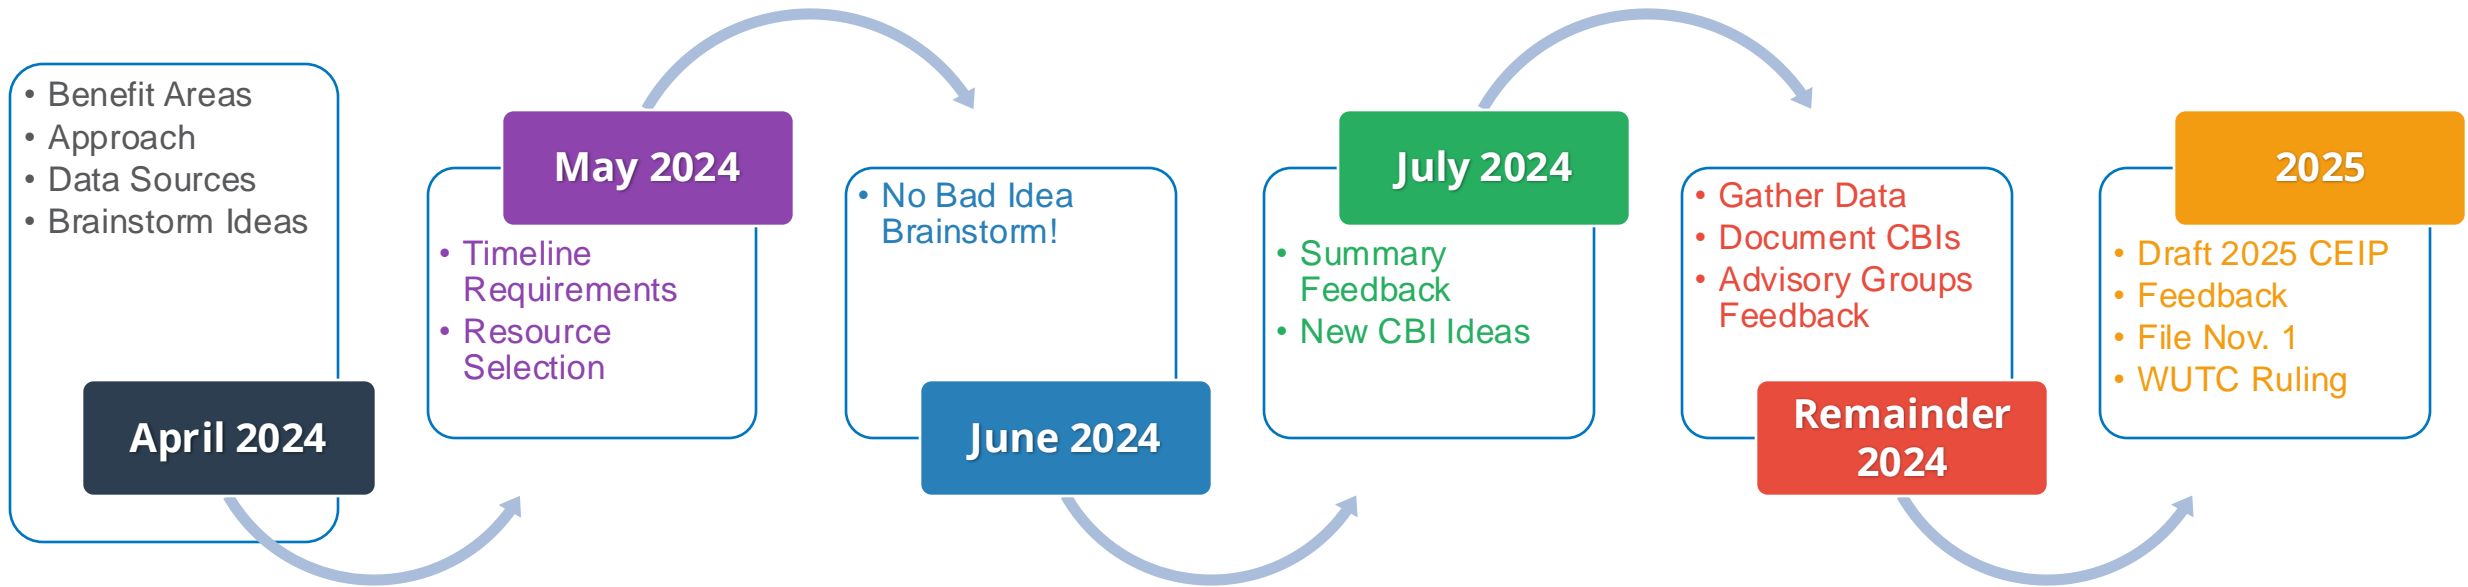 • Benefit Areas
• Approach
• Data Sources
• Brainstorm Ideas
April 2024
May 2024
• Timeline
Requirements
• Resource
Selection
• No Bad Idea
Brainstorm!
June 2024
July 2024
• Summary
Feedback
• New CBI Ideas
• Gather Data
• Document CBIs
• Advisory Groups
Feedback
Remainder
2024
2025
• Draft 2025 CEIP
• Feedback
• File Nov. 1
• WUTC Ruling